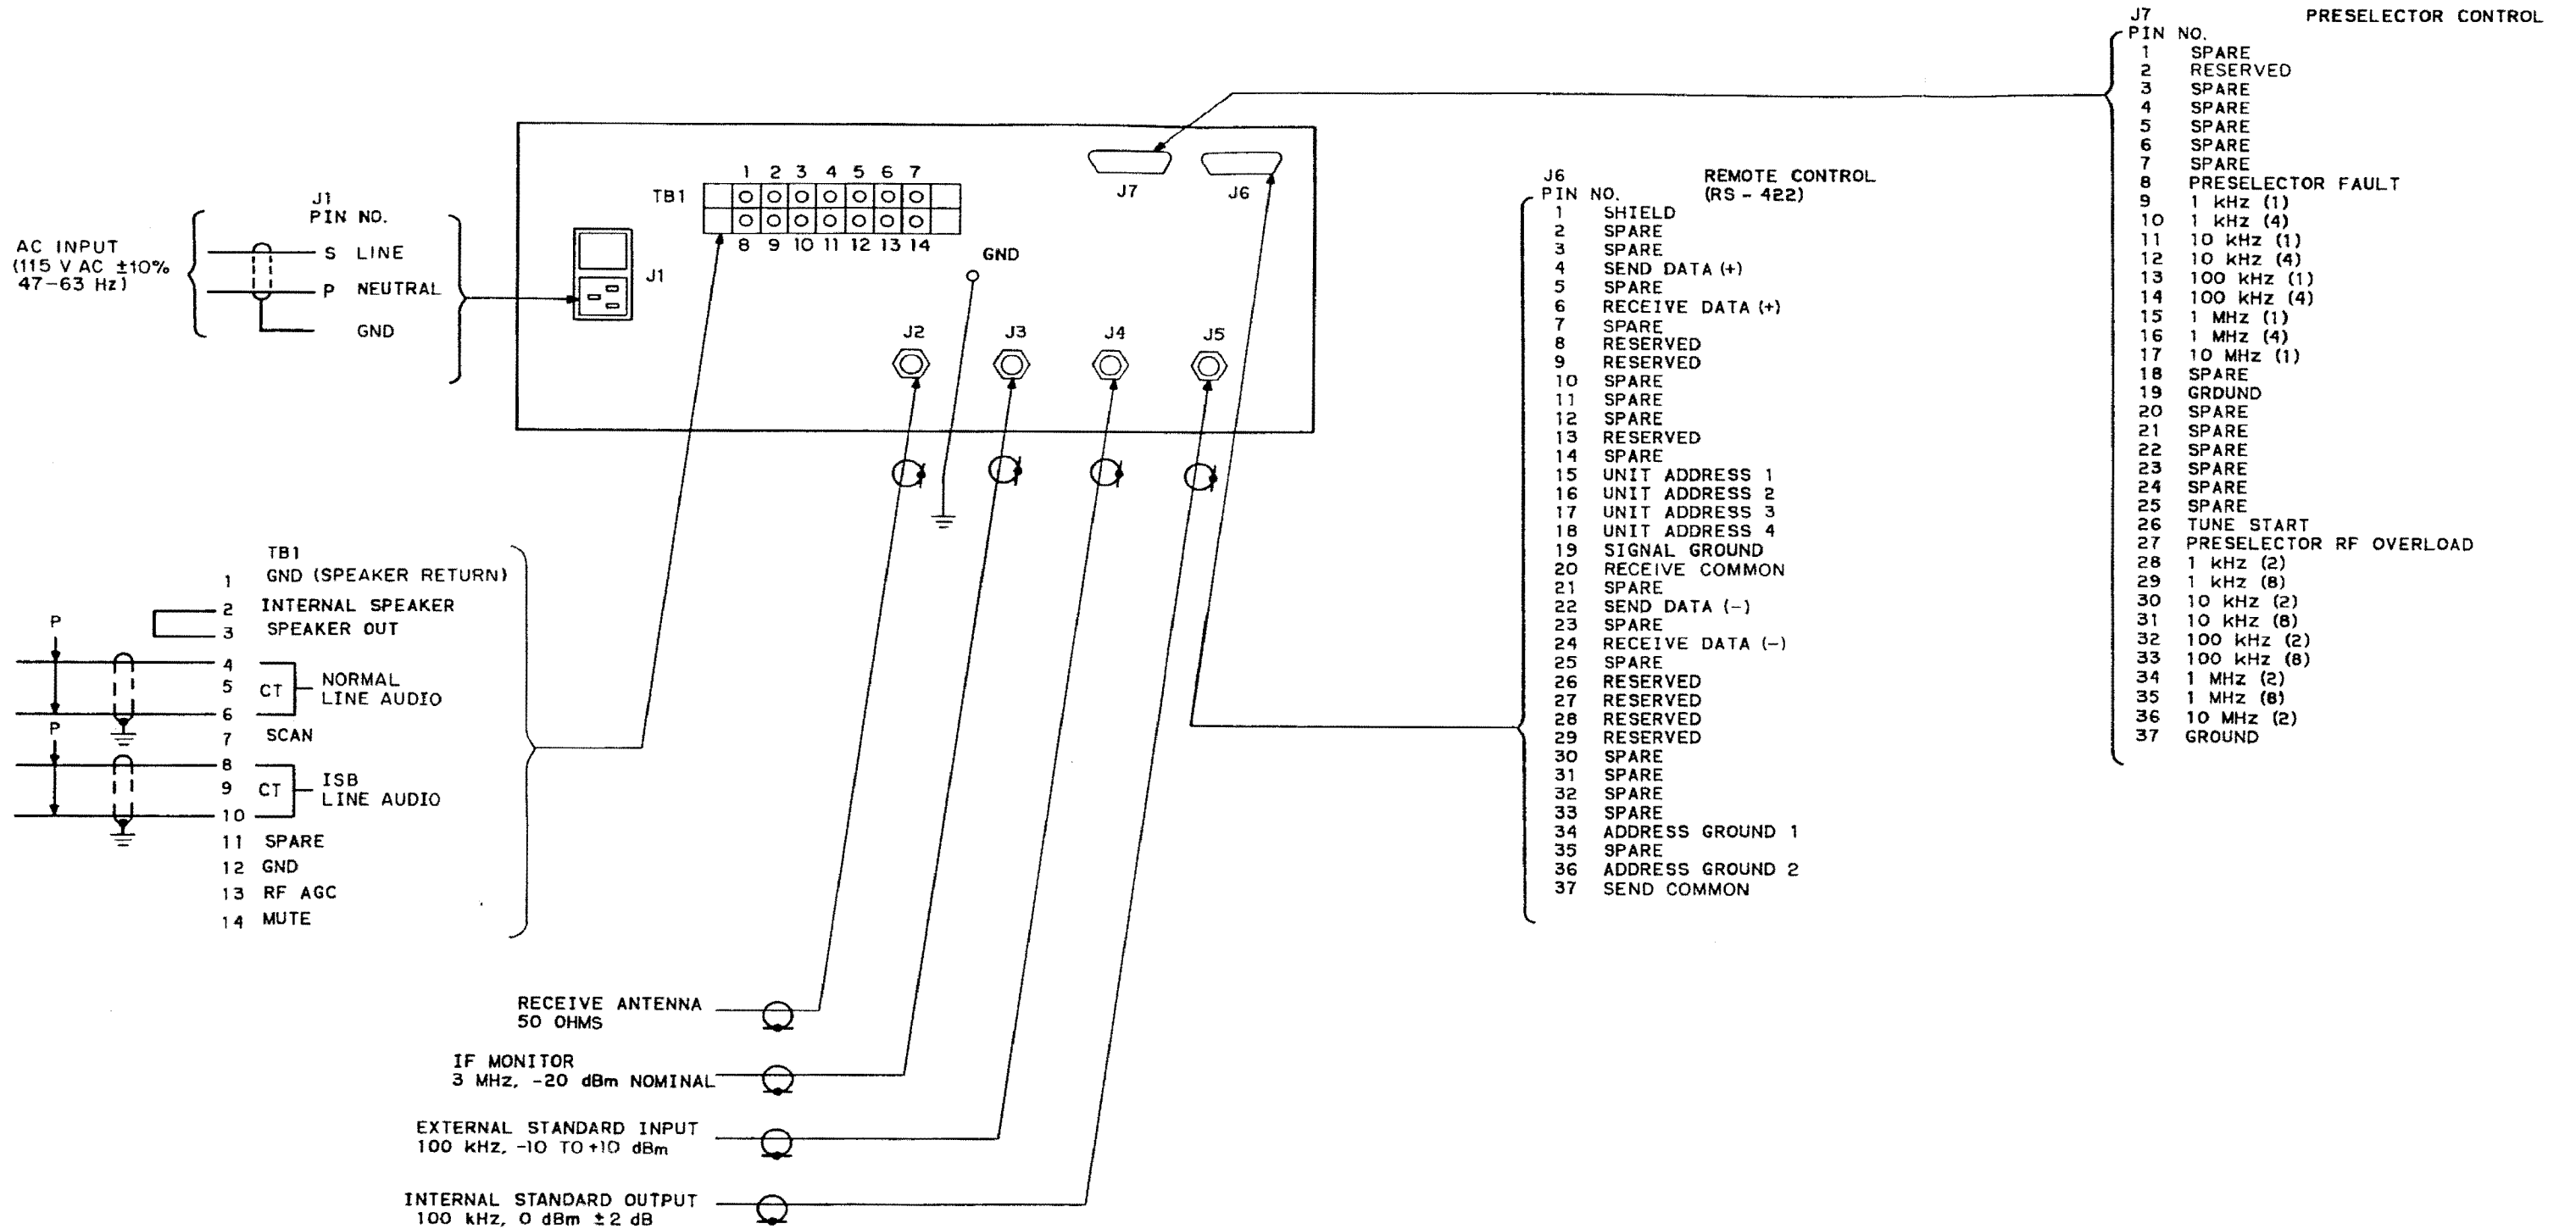 J7 PRESELECTOR CONTROL
PIN NO.
1 SPARE
2 RESERVED
3 SPARE
4 SPARE
5 SPARE
6 SPARE
7 SPARE
8 PRESELECTOR FAULT
9 1 kHz (1)
10 1 kHz (4)
11 10 kHz (1)
12 10 kHz (4)
13 100 kHz (1)
14 100 kHz (4)
15 1 MHz (1)
16 1 MHz (4)
17 10 MHz (1)
18 SPARE
19 GRDUND
20 SPARE
21 SPARE
22 SPARE
23 SPARE
24 SPARE
25 SPARE
26 TUNE START
27 PRESELECTOR RF OVERLOAD
28 1 kHz (2)
29 1 kHz (8)
30 10 kHz (2)
31 10 kHz (8)
32 100 kHz (2)
33 100 kHz (8)
34 1 MHz (2)
35 1 MHz (8)
36 10 MHz (2)
37 GROUND
J6 REMOTE CONTROL
PIN NO. (RS - 422)
1 SHIELD
2 SPARE
3 SPARE
4 SEND DATA (+)
5 SPARE
6 RECEIVE DATA (+)
7 SPARE
8 RESERVED
9 RESERVED
10 SPARE
11 SPARE
12 SPARE
13 RESERVED
14 SPARE
15 UNIT ADDRESS 1
16 UNIT ADDRESS 2
17 UNIT ADDRESS 3
18 UNIT ADDRESS 4
19 SIGNAL GROUND
20 RECEIVE COMMON
21 SPARE
22 SEND DATA (-)
23 SPARE
24 RECEIVE DATA (-)
25 SPARE
26 RESERVED
27 RESERVED
28 RESERVED
29 RESERVED
30 SPARE
31 SPARE
32 SPARE
33 SPARE
34 ADDRESS GROUND 1
35 SPARE
36 ADDRESS GROUND 2
37 SEND COMMON
J1
PIN NO.
AC INPUT
(115 V AC ±10%
47-63 Hz)
S LINE
P NEUTRAL
GND
1 2 3 4 5 6 7
TB1
8 9 10 11 12 13 14
J7
J6
GND
J1
J2
J3
J4
J5
TB1
1 GND (SPEAKER RETURN)
2 INTERNAL SPEAKER
3 SPEAKER OUT
P
4
5 CT
6
NORMAL
LINE AUDIO
7 SCAN
P
8
9 CT
10
ISB
LINE AUDIO
11 SPARE
12 GND
13 RF AGC
14 MUTE
RECEIVE ANTENNA
50 OHMS
IF MONITOR
3 MHz, -20 dBm NOMINAL
EXTERNAL STANDARD INPUT
100 kHz, -10 TO +10 dBm
INTERNAL STANDARD OUTPUT
100 kHz, 0 dBm ±2 dB